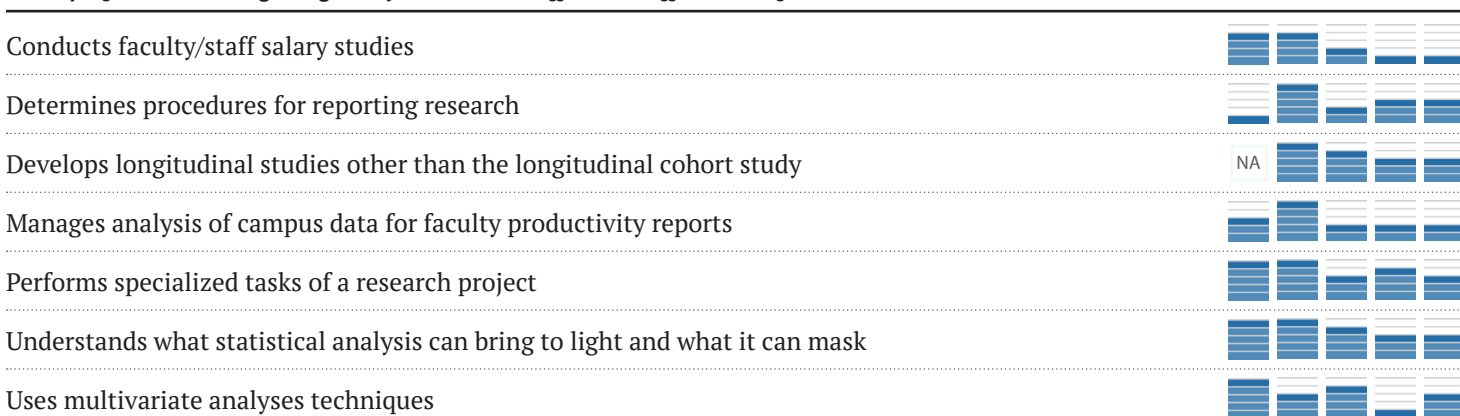 Conducts faculty/staff salary studies
Determines procedures for reporting research
Develops longitudinal studies other than the longitudinal cohort study
NA
Manages analysis of campus data for faculty productivity reports
Performs specialized tasks of a research project
Understands what statistical analysis can bring to light and what it can mask
Uses multivariate analyses techniques